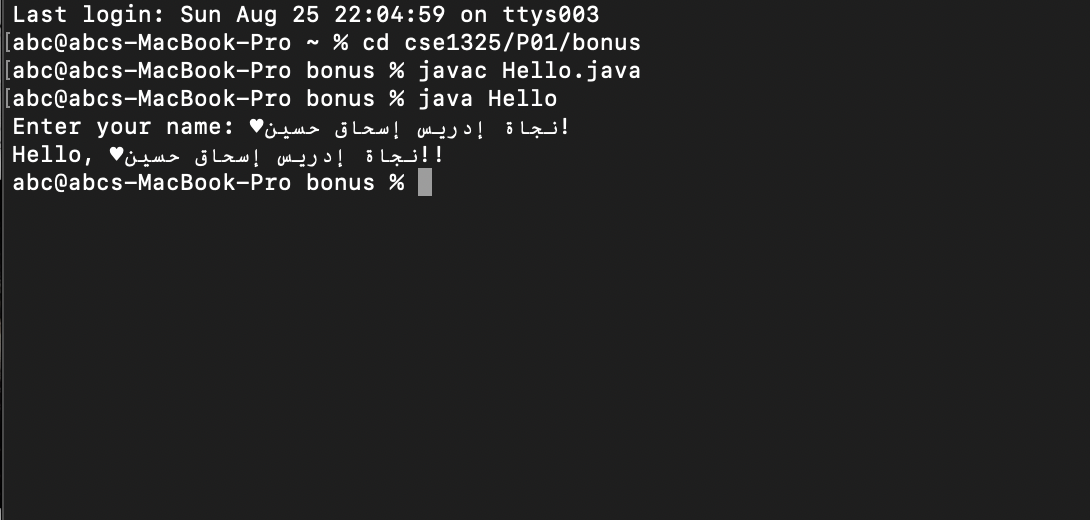 Last login: Sun Aug 25 22:04:59 on ttys003
[abc@abcs-MacBook-Pro ~ % cd cse1325/P01/bonus
[abc@abcs-MacBook-Pro bonus % javac Hello.java
[abc@abcs-MacBook-Pro bonus % java Hello
Enter your name: ♥نجاة إدريس إسحاق حسين!
Hello, ♥نجاة إدريس إسحاق حسين!!
abc@abcs-MacBook-Pro bonus %